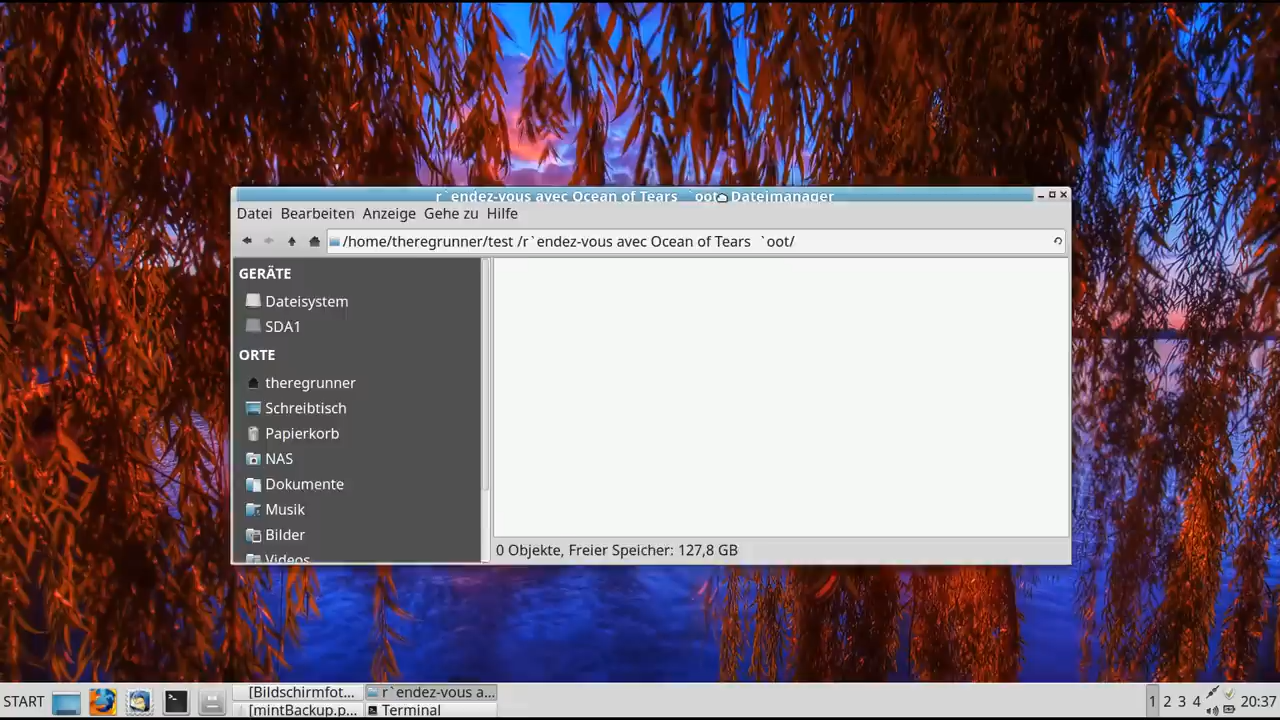 r`endez-vous avec Ocean of Tears `oot - Dateimanager
Datei Bearbeiten Anzeige Gehe zu Hilfe
/home/theregrunner/test /r`endez-vous avec Ocean of Tears `oot/
GERÄTE
Dateisystem
SDA1
ORTE
theregrunner
Schreibtisch
Papierkorb
NAS
Dokumente
Musik
Bilder
Videos
0 Objekte, Freier Speicher: 127,8 GB
START
[Bildschirmfot...
r`endez-vous a...
[mintBackup.p...
Terminal
1 2 3 4
20:37